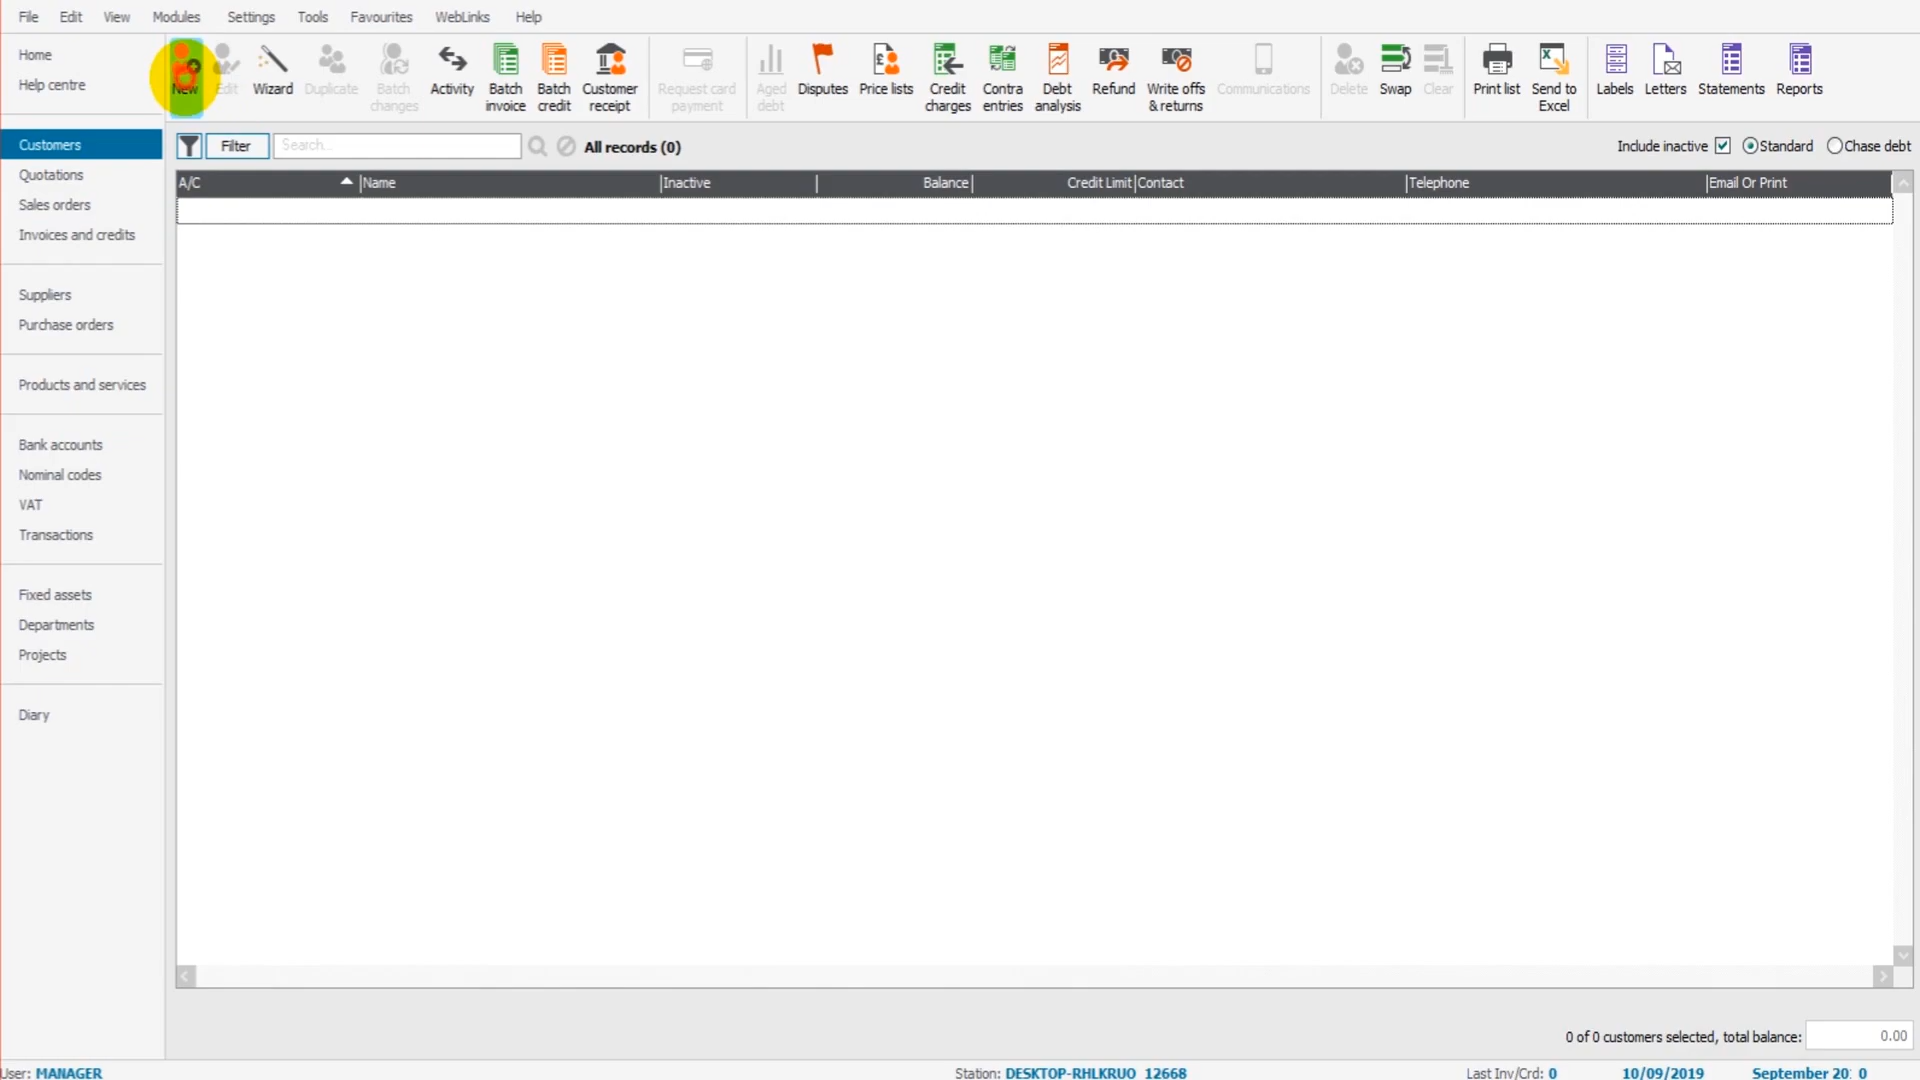 File Edit View Modules Settings Tools Favourites WebLinks Help
Home
Help centre
New Edit Wizard Duplicate Batch changes Activity Batch invoice Batch credit Customer receipt Request card payment Aged debt Disputes Price lists Credit charges Contra entries Debt analysis Refund Write offs & returns Communications Delete Swap Clear Print list Send to Excel Labels Letters Statements Reports
Filter Search... All records (0) Include inactive Standard Chase debt
A/C Name Inactive Balance Credit Limit Contact Telephone Email Or Print
Customers
Quotations
Sales orders
Invoices and credits
Suppliers
Purchase orders
Products and services
Bank accounts
Nominal codes
VAT
Transactions
Fixed assets
Departments
Projects
Diary
0 of 0 customers selected, total balance: 0.00
User: MANAGER Station: DESKTOP-RHLKRUO 12668 Last Inv/Crd: 0 10/09/2019 September 20 0